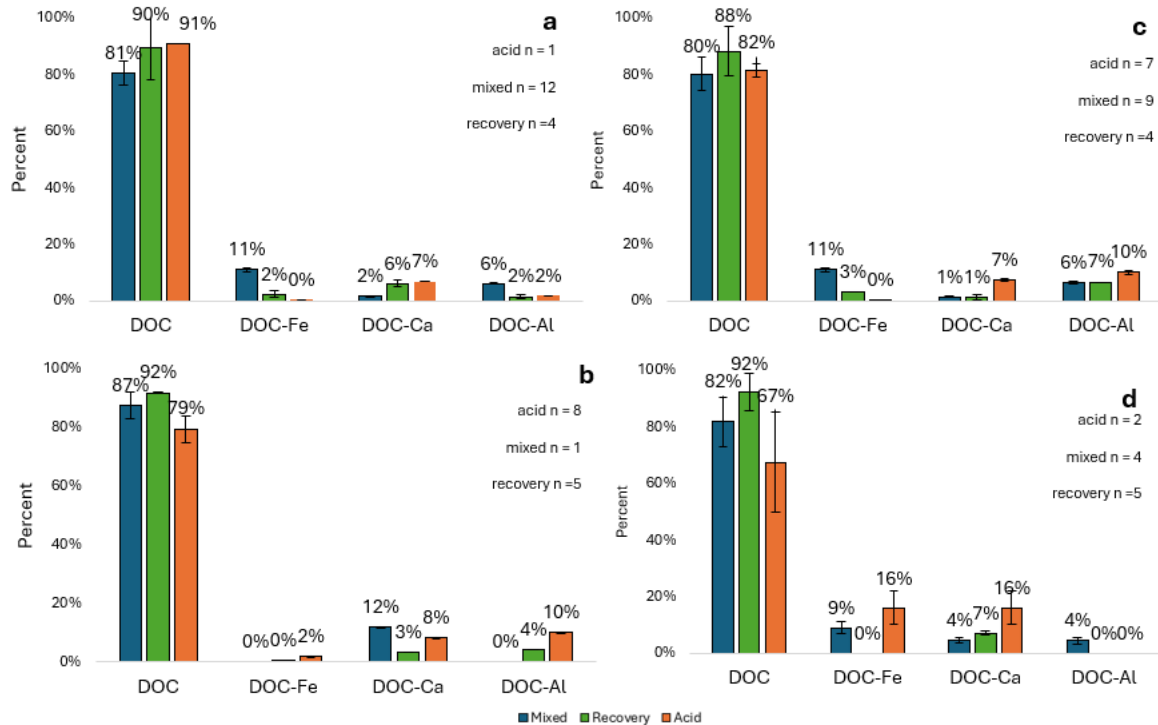 a
acid n = 1
mixed n = 12
recovery n =4
Percent
100%
80%
60%
40%
20%
0%
81%
90%
91%
11%
2%
0%
2%
6%
7%
6%
2%
2%
DOC
DOC-Fe
DOC-Ca
DOC-Al
c
acid n = 7
mixed n = 9
recovery n =4
Percent
100%
80%
60%
40%
20%
0%
80%
88%
82%
11%
3%
0%
1%
1%
7%
6%
7%
10%
DOC
DOC-Fe
DOC-Ca
DOC-Al
b
acid n = 8
mixed n = 1
recovery n =5
Percent
100%
80%
60%
40%
20%
0%
87%
92%
79%
0%
0%
2%
12%
3%
8%
0%
4%
10%
DOC
DOC-Fe
DOC-Ca
DOC-Al
d
acid n = 2
mixed n = 4
recovery n =5
Percent
100%
80%
60%
40%
20%
0%
82%
92%
67%
9%
0%
16%
4%
7%
16%
4%
0%
0%
DOC
DOC-Fe
DOC-Ca
DOC-Al
Mixed Recovery Acid